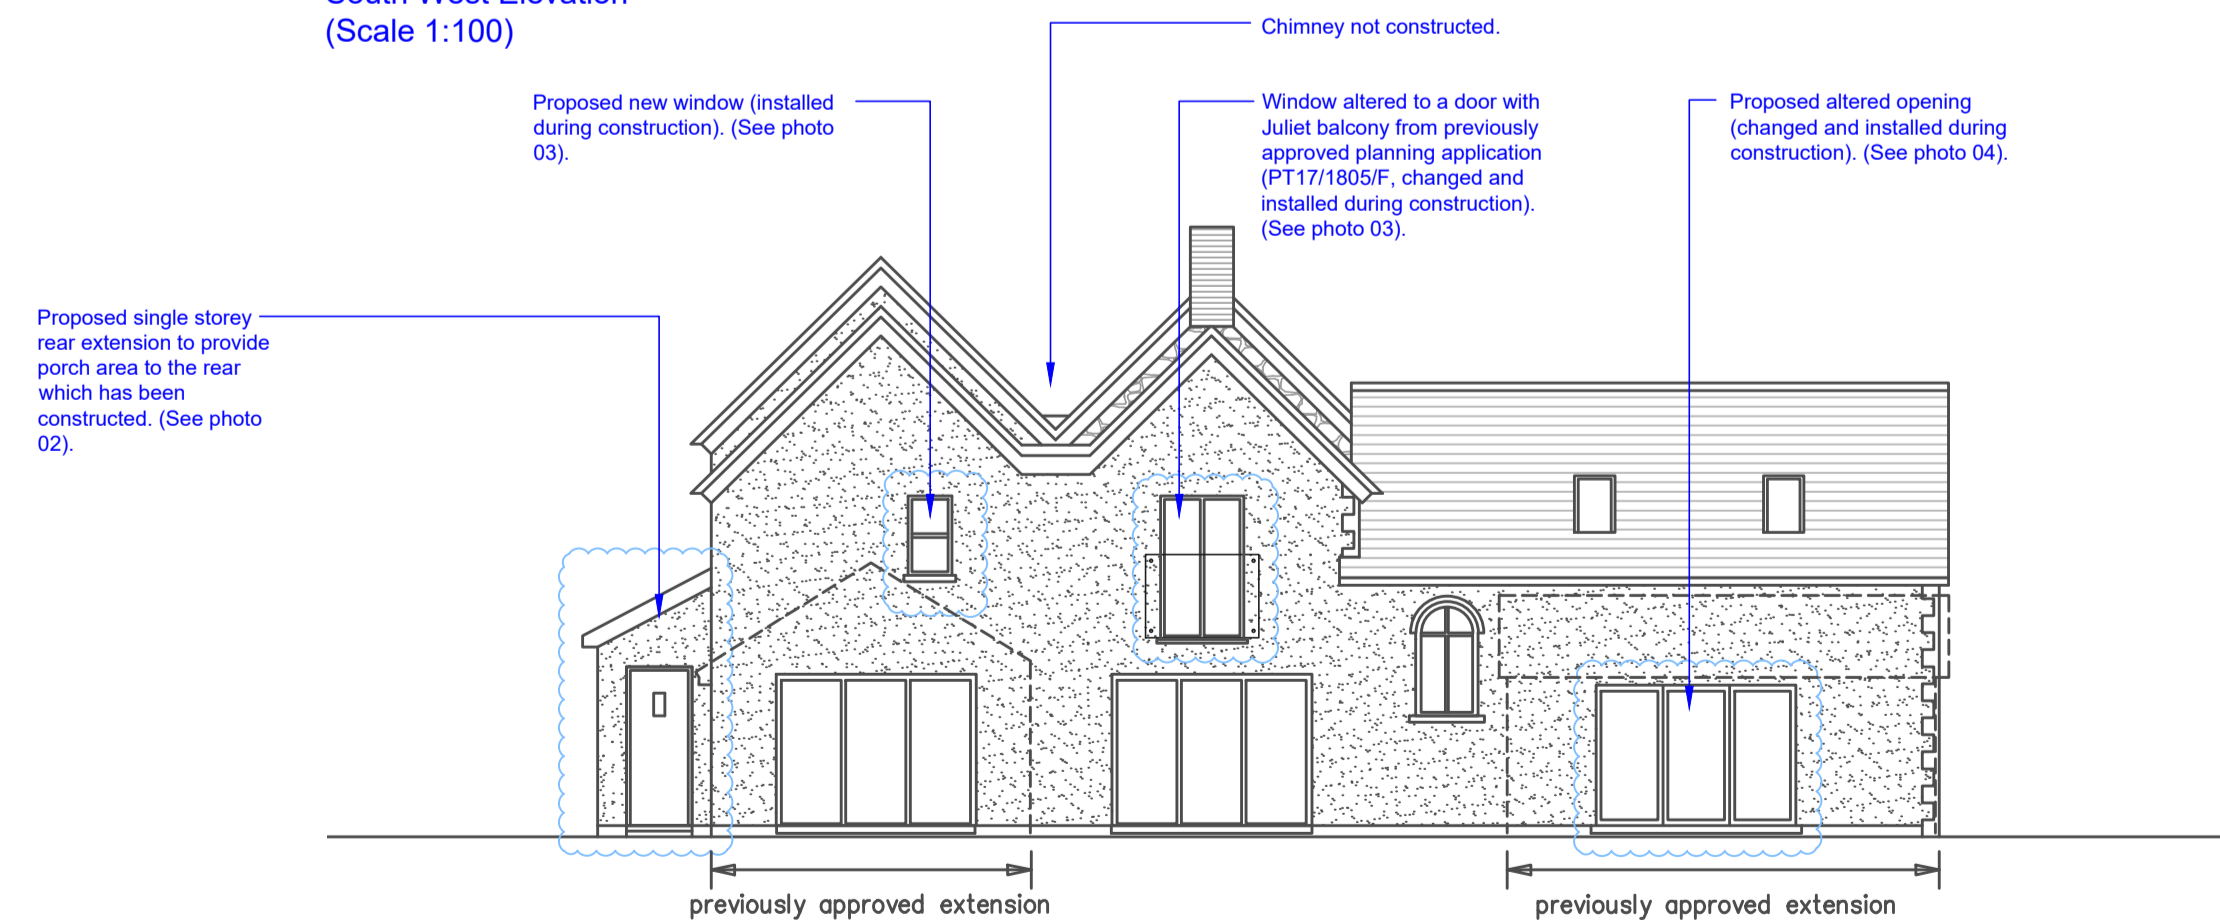 South West Elevation
(Scale 1:100)
Chimney not constructed.
Proposed new window (installed
during construction). (See photo
03).
Window altered to a door with
Juliet balcony from previously
approved planning application
(PT17/1805/F, changed and
installed during construction).
(See photo 03).
Proposed altered opening
(changed and installed during
construction). (See photo 04).
Proposed single storey
rear extension to provide
porch area to the rear
which has been
constructed. (See photo
02).
previously approved extension
previously approved extension